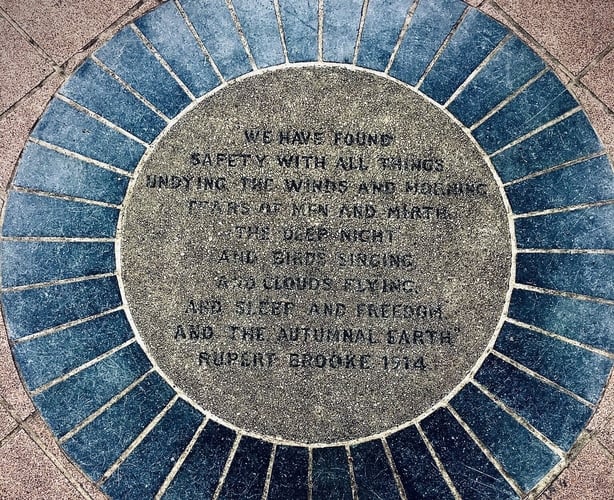 WE HAVE FOUND
SAFETY WITH ALL THINGS
UNDYING THE WINDS AND MORNING
TEARS OF MEN AND MIRTH
THE DEEP NIGHT
AND BIRDS SINGING
AND CLOUDS FLYING,
AND SLEEP AND FREEDOM
AND THE AUTUMNAL EARTH"
RUPERT BROOKE 1914